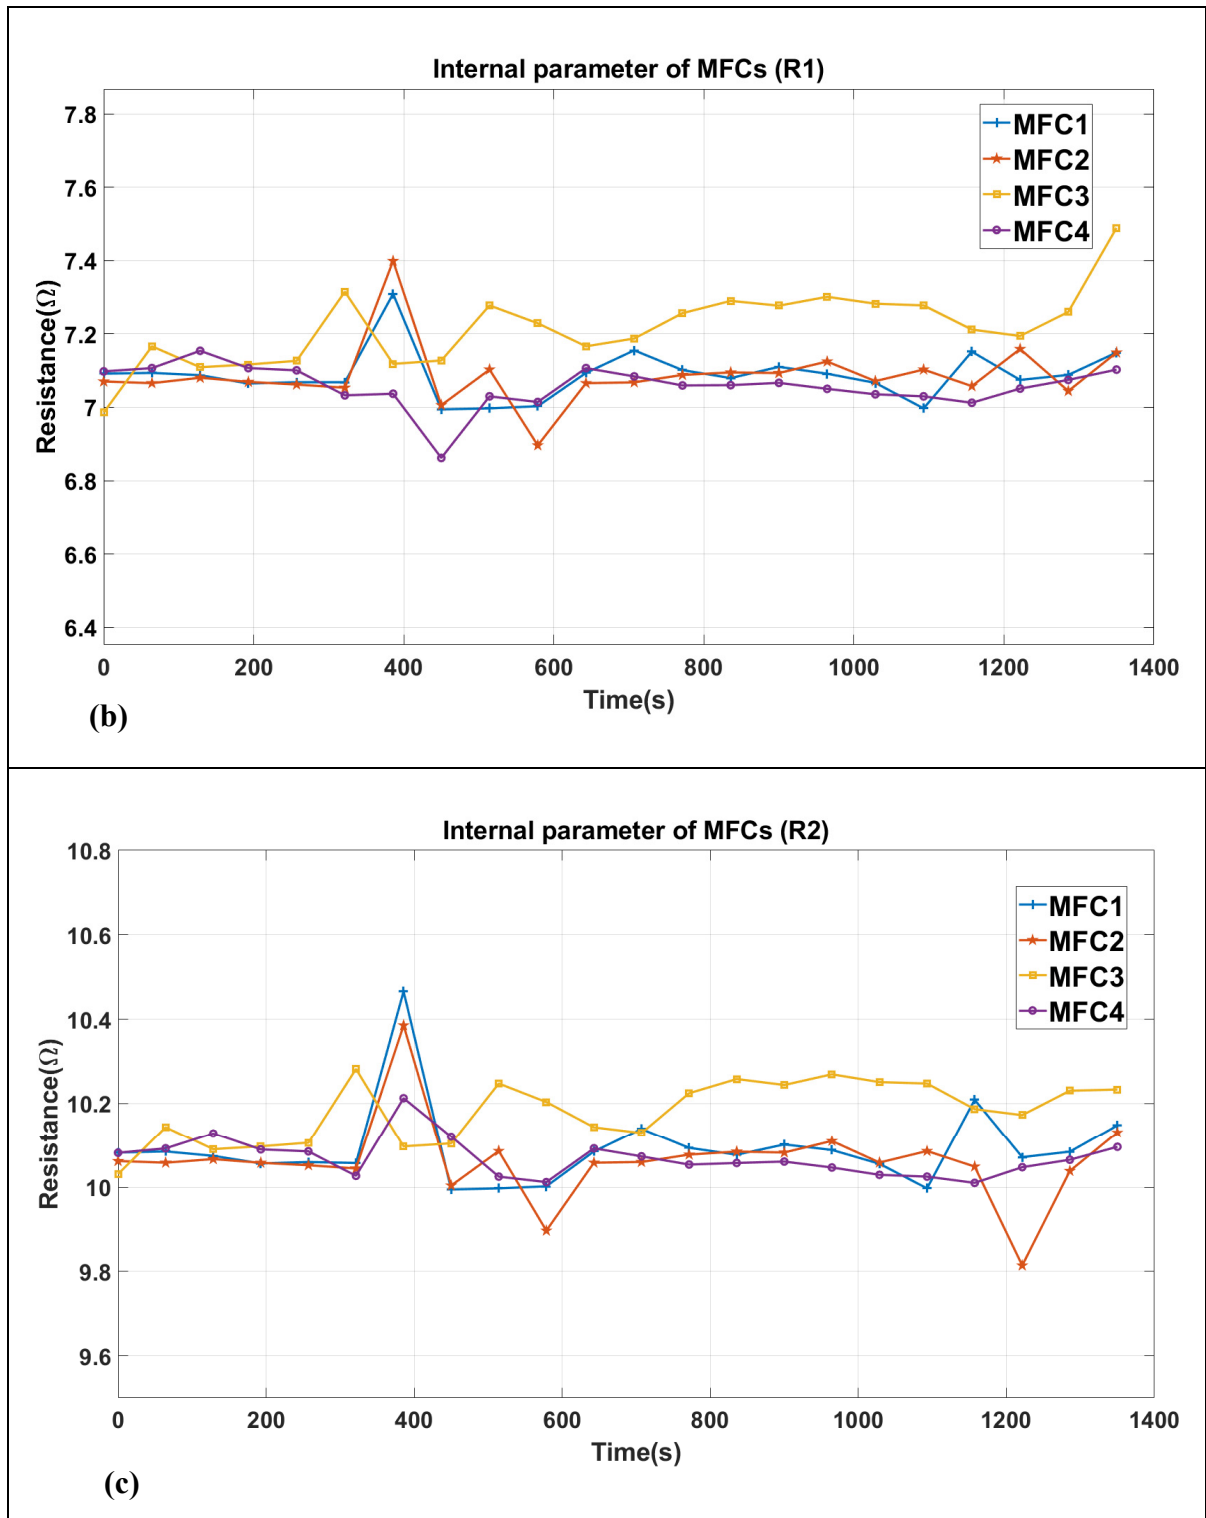 Internal parameter of MFCs (R1)
7.8
7.6
7.4
7.2
7
6.8
6.6
6.4
Resistance(Ω)
MFC1
MFC2
MFC3
MFC4
0 200 400 600 800 1000 1200 1400
Time(s)
(b)
Internal parameter of MFCs (R2)
10.8
10.6
10.4
10.2
10
9.8
9.6
Resistance(Ω)
MFC1
MFC2
MFC3
MFC4
0 200 400 600 800 1000 1200 1400
Time(s)
(c)